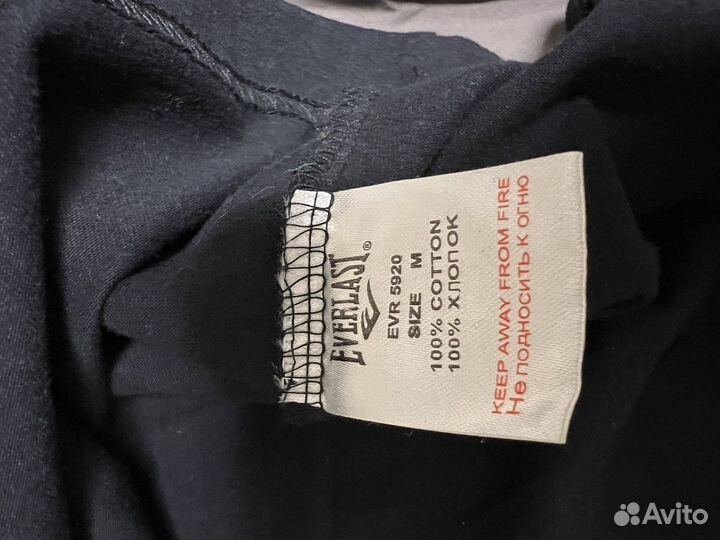 EVERLAST®
EVR 5920
SIZE M
100% COTTON
100% ХЛОПОК
KEEP AWAY FROM FIRE
Не подносить к огню
Avito